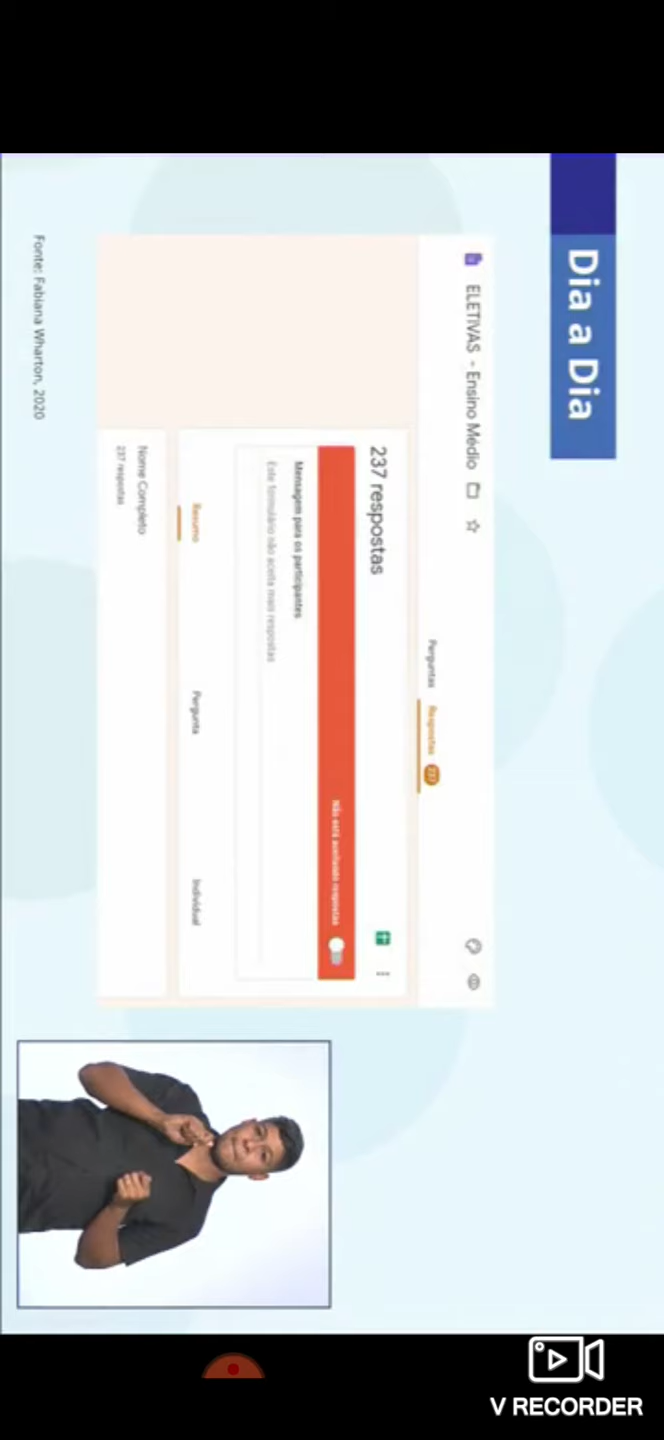 Dia a Dia
ELETIVAS - Ensino Médio
Perguntas Respostas 237
237 respostas
Não está aceitando respostas
Mensagem para os participantes
Este formulário não aceita mais respostas
Resumo Pergunta Individual
Nome Completo
237 respostas
Fonte: Fabiana Wharton, 2020
V RECORDER